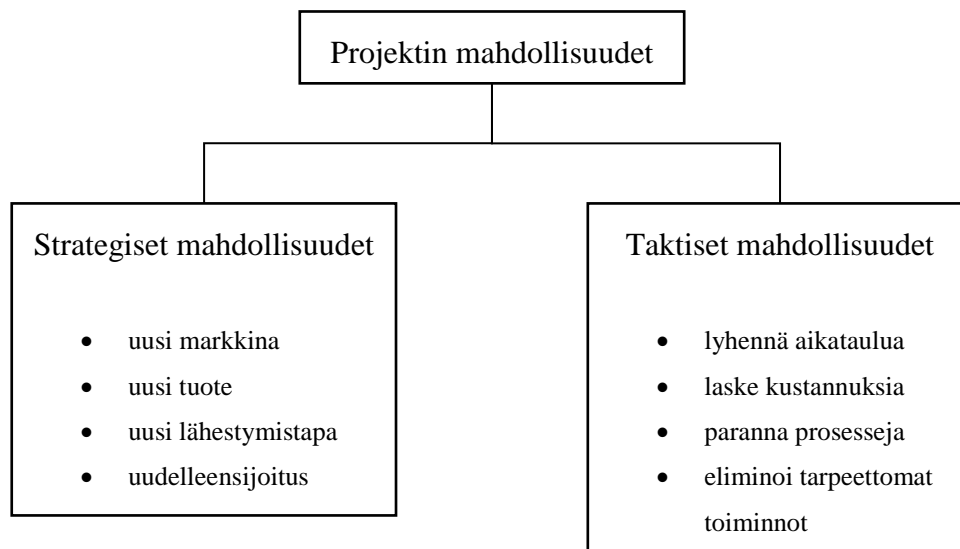 Projektin mahdollisuudet
Strategiset mahdollisuudet
• uusi markkina
• uusi tuote
• uusi lähestymistapa
• uudelleensijoitus
Taktiset mahdollisuudet
• lyhennä aikataulua
• laske kustannuksia
• paranna prosesseja
• eliminoi tarpeettomat
toiminnot